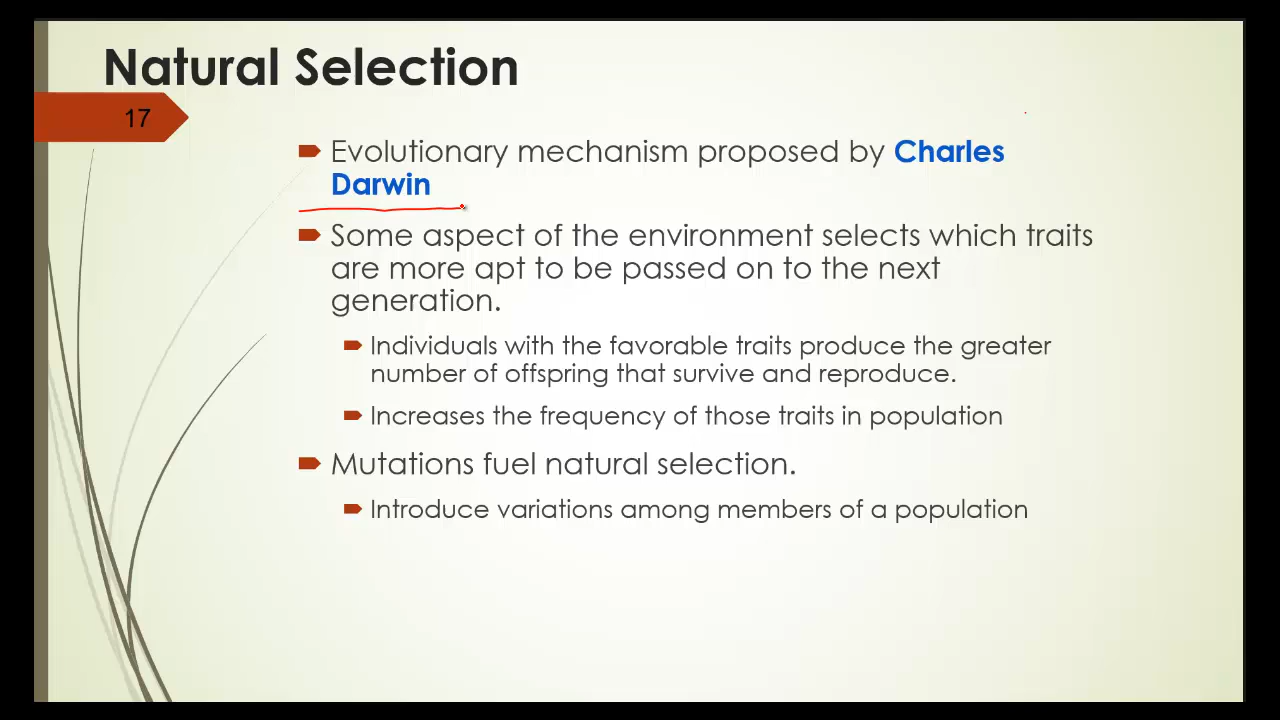 Natural Selection
17
Evolutionary mechanism proposed by Charles
Darwin
Some aspect of the environment selects which traits
are more apt to be passed on to the next
generation.
Individuals with the favorable traits produce the greater
number of offspring that survive and reproduce.
Increases the frequency of those traits in population
Mutations fuel natural selection.
Introduce variations among members of a population